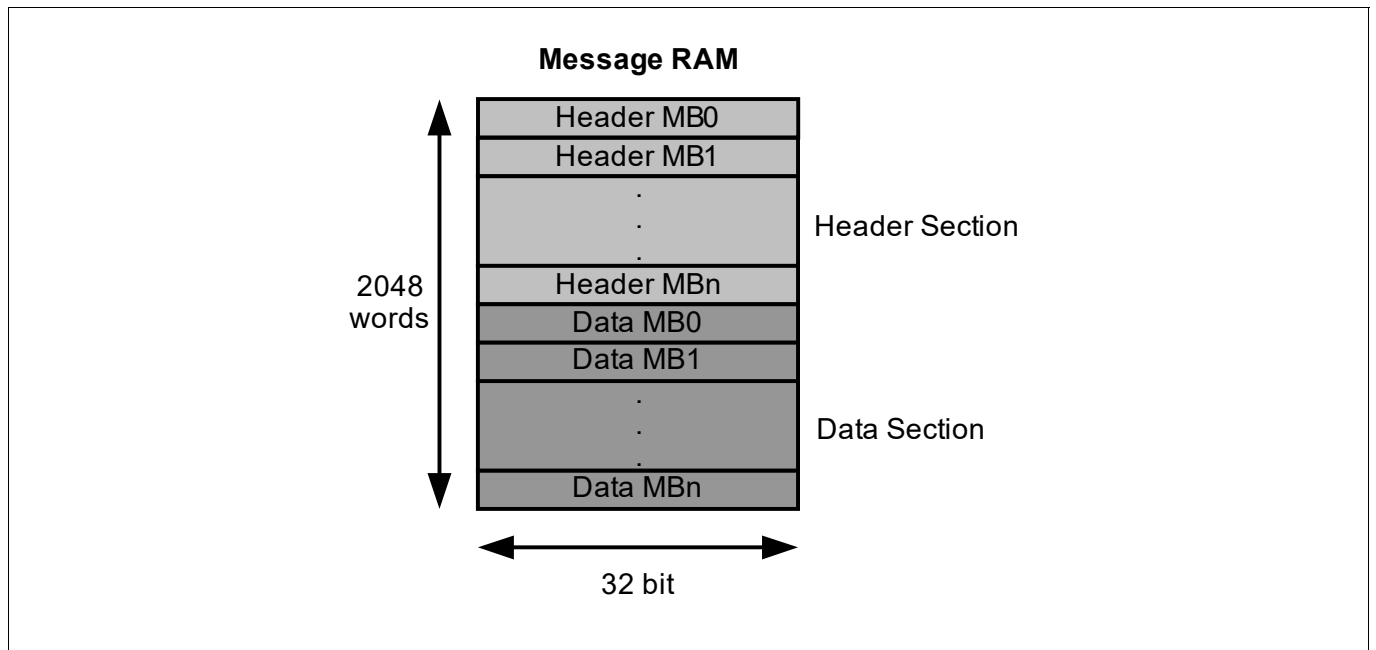 Message RAM
Header MB0
Header MB1
.
.
.
Header Section
Header MBn
2048
words
Data MB0
Data MB1
.
.
.
Data Section
Data MBn
32 bit